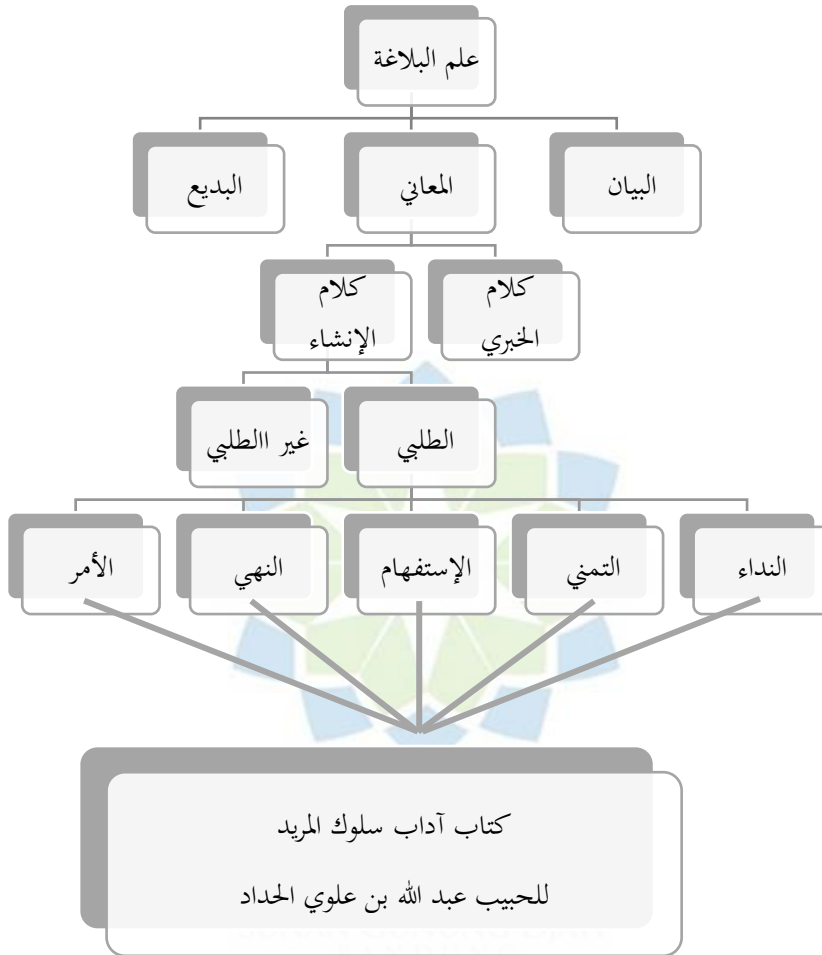 علم البلاغة
البيان
المعاني
البديع
كلام
الخبري
كلام
الإنشاء
الطلبي
غير االطلبي
النداء
التمني
الإستفهام
النهي
الأمر
كتاب آداب سلوك المريد
للحبيب عبد الله بن علوي الحداد